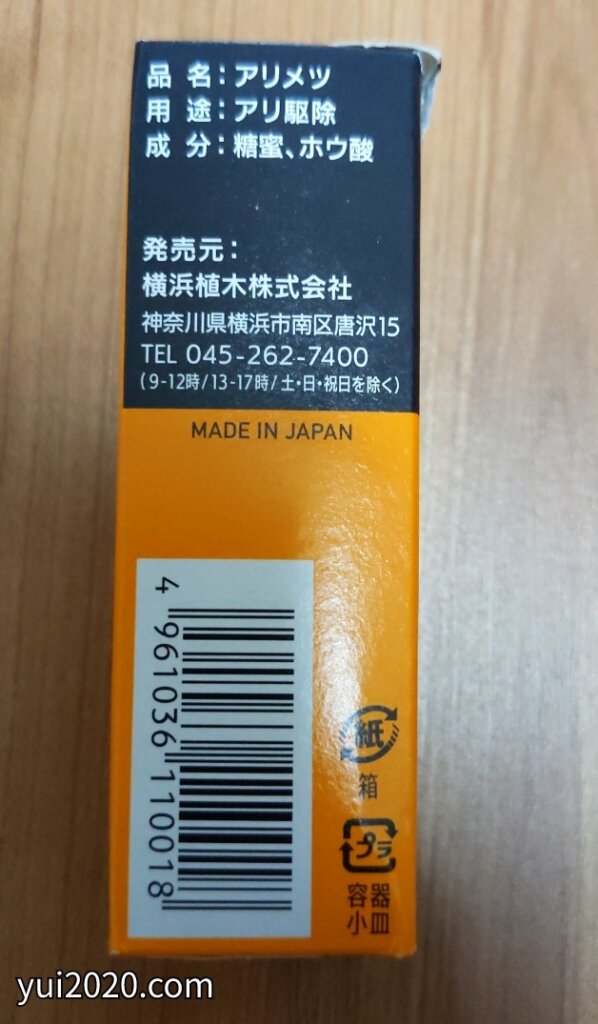 品 名：アリメツ
用 途：アリ駆除
成 分：糖蜜、ホウ酸
発売元：
横浜植木株式会社
神奈川県横浜市南区唐沢15
TEL 045-262-7400
(9-12時/13-17時/土・日・祝日を除く)
MADE IN JAPAN
4 961036 110018
紙
箱
プラ
容器
小皿
yui2020.com